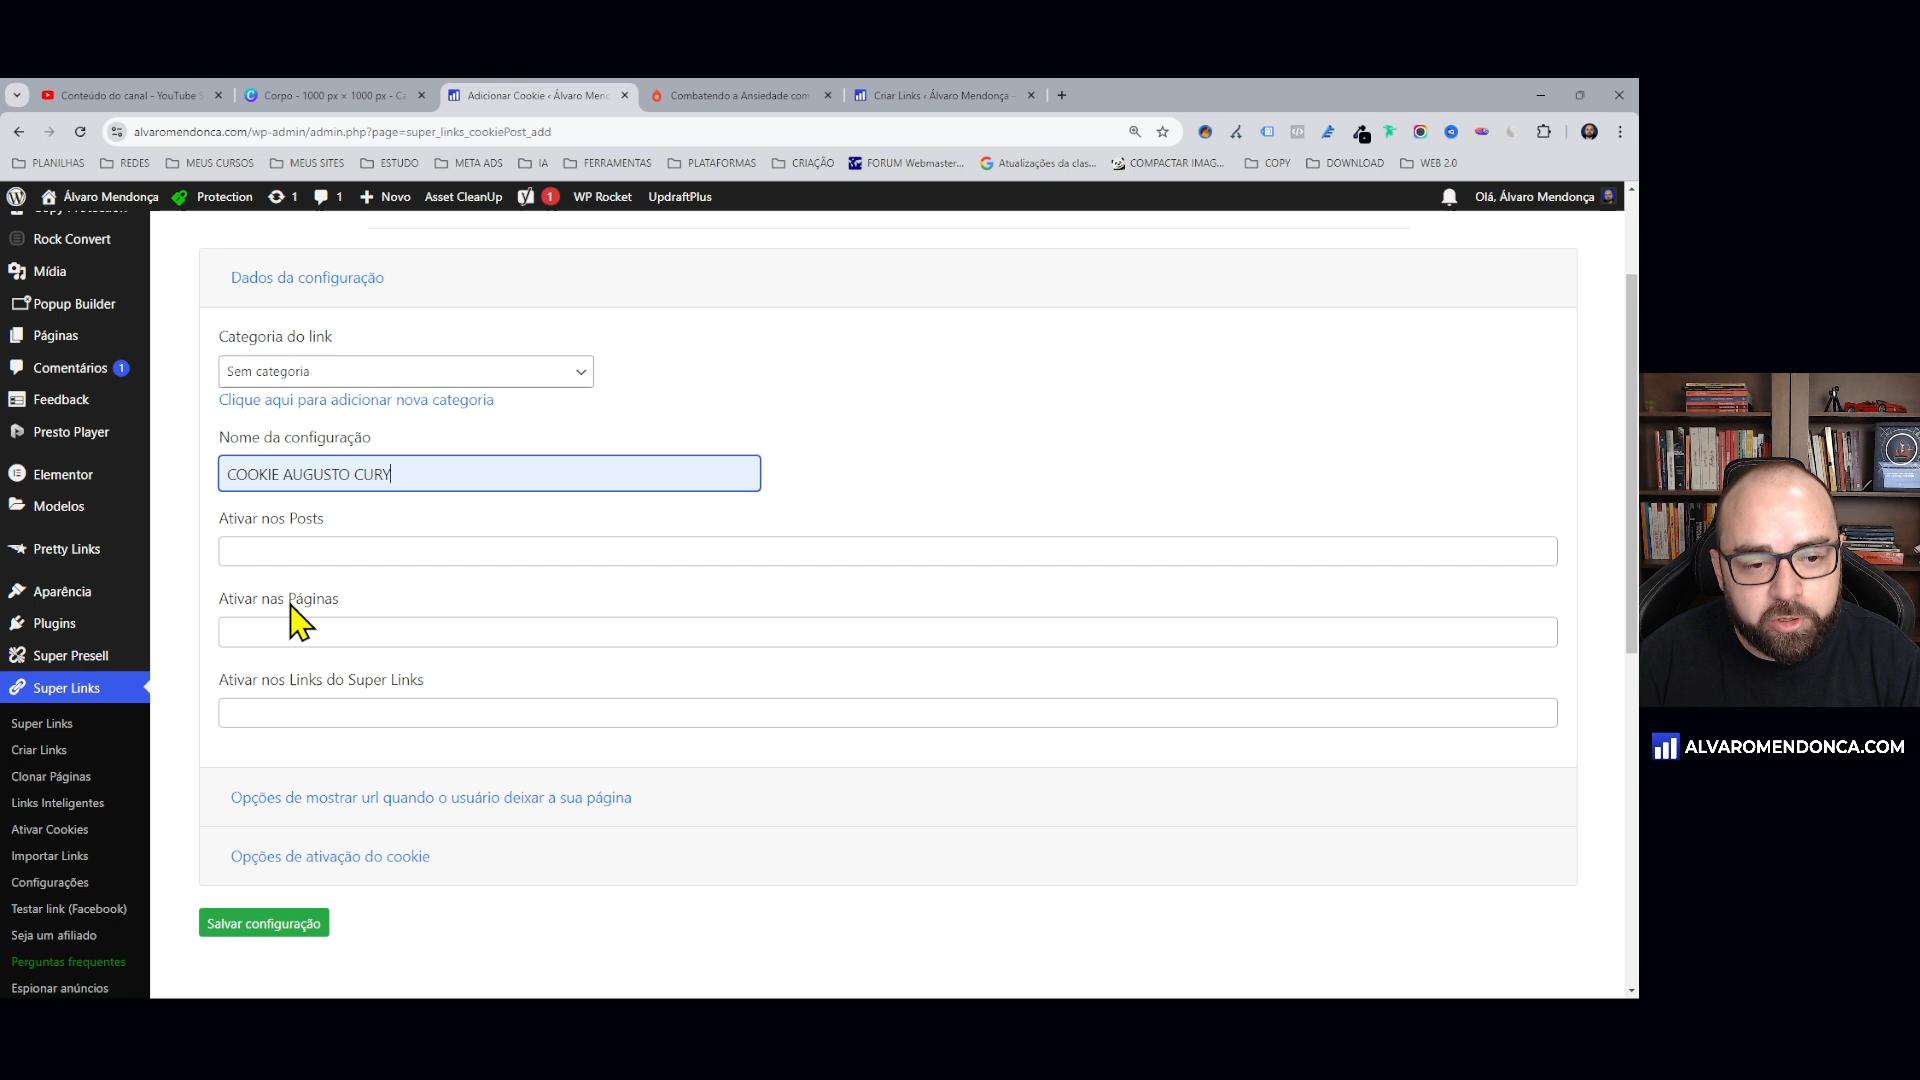 Conteúdo do canal - YouTube S
Corpo - 1000 px × 1000 px - Ca
Adicionar Cookie ‹ Álvaro Menc
Combatendo a Ansiedade com
Criar Links ‹ Álvaro Mendonça -
alvaromendonca.com/wp-admin/admin.php?page=super_links_cookiePost_add
PLANILHAS
REDES
MEUS CURSOS
MEUS SITES
ESTUDO
META ADS
IA
FERRAMENTAS
PLATAFORMAS
CRIAÇÃO
FORUM Webmaster...
Atualizações da clas...
COMPACTAR IMAG...
COPY
DOWNLOAD
WEB 2.0
Álvaro Mendonça
Protection
1
1
Novo
Asset CleanUp
1
WP Rocket
UpdraftPlus
Olá, Álvaro Mendonça
Copy Protection
Rock Convert
Mídia
Popup Builder
Páginas
Comentários 1
Feedback
Presto Player
Elementor
Modelos
Pretty Links
Aparência
Plugins
Super Presell
Super Links
Super Links
Criar Links
Clonar Páginas
Links Inteligentes
Ativar Cookies
Importar Links
Configurações
Testar link (Facebook)
Seja um afiliado
Perguntas frequentes
Espionar anúncios
Dados da configuração
Categoria do link
Sem categoria
Clique aqui para adicionar nova categoria
Nome da configuração
COOKIE AUGUSTO CURY
Ativar nos Posts
Ativar nas Páginas
Ativar nos Links do Super Links
Opções de mostrar url quando o usuário deixar a sua página
Opções de ativação do cookie
Salvar configuração
ALVAROMENDONCA.COM